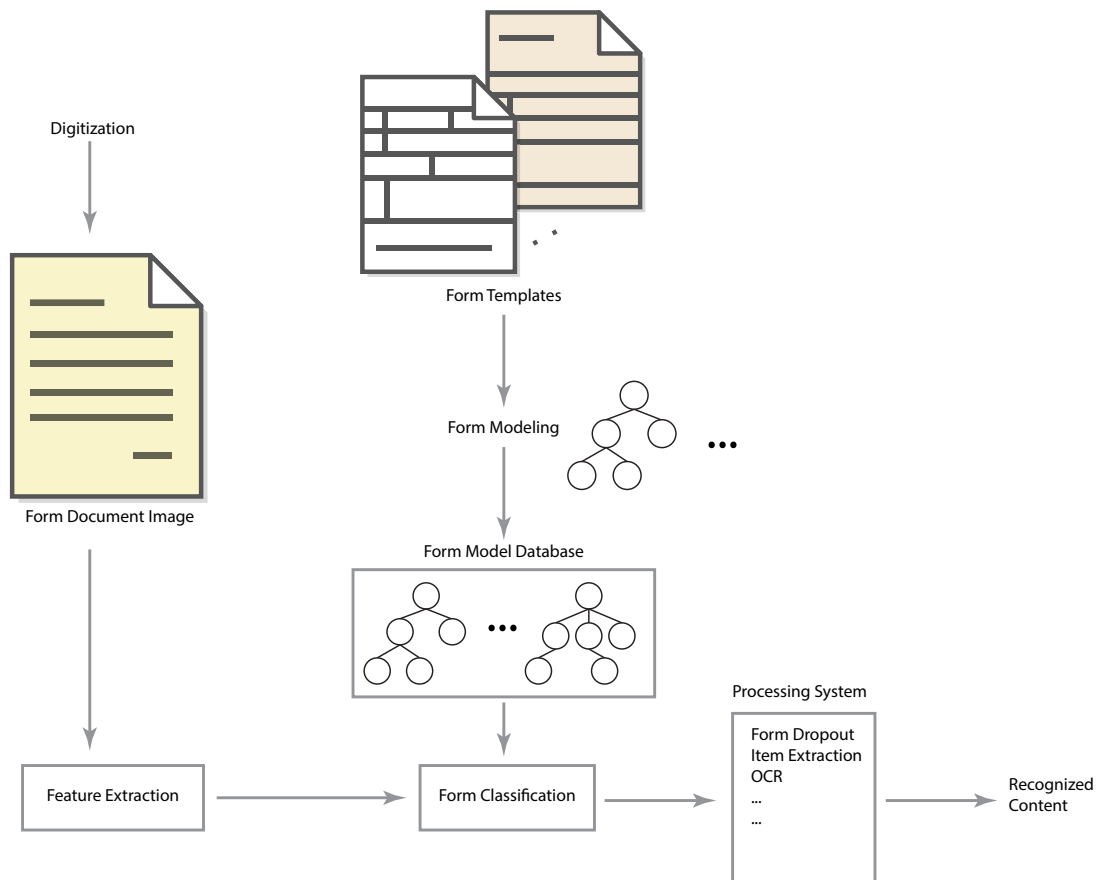 Digitization
Form Document Image
Form Templates
Form Modeling
...
Form Model Database
...
Feature Extraction
Form Classification
Processing System
Form Dropout
Item Extraction
OCR
...
...
Recognized
Content